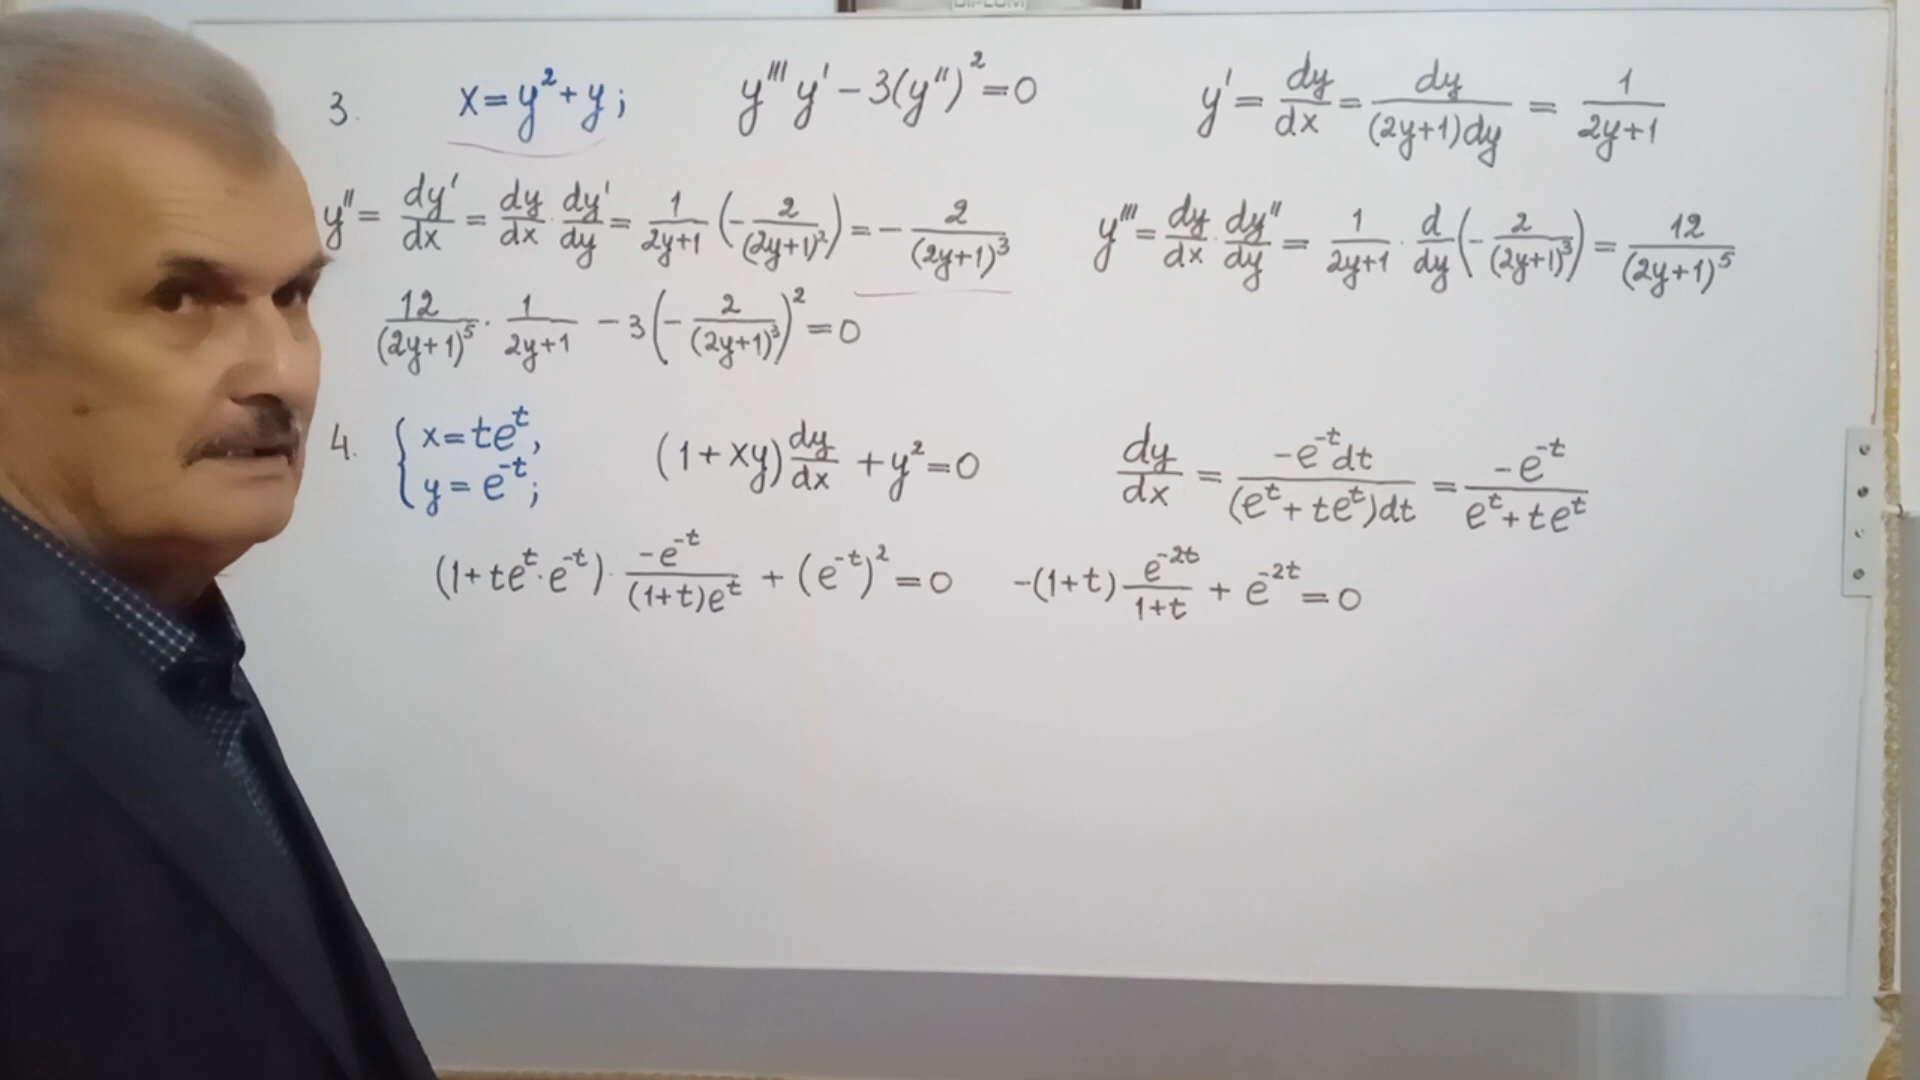 DIPLOM
3. x=y²+y; y'''y' - 3(y'')² = 0 y' = dy/dx = dy/((2y+1)dy) = 1/(2y+1)
y'' = dy'/dx = dy/dx · dy'/dy = 1/(2y+1) (-2/(2y+1)²) = -2/(2y+1)³ y''' = dy/dx · dy''/dy = 1/(2y+1) · d/dy (-2/(2y+1)³) = 12/(2y+1)⁵
12/(2y+1)⁵ · 1/(2y+1) - 3(-2/(2y+1)³)² = 0
4. { x=te^t, y=e^-t; (1+xy) dy/dx + y² = 0 dy/dx = -e^-t dt/((e^t+te^t)dt) = -e^-t/(e^t+te^t)
(1+te^t·e^-t) · -e^-t/((1+t)e^t) + (e^-t)² = 0 -(1+t) e^-2t/(1+t) + e^-2t = 0